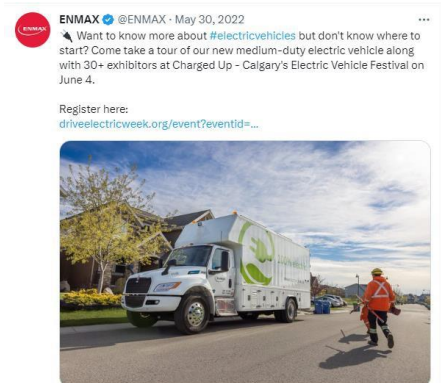 ENMAX
ENMAX @ENMAX · May 30, 2022
🔌 Want to know more about #electricvehicles but don't know where to
start? Come take a tour of our new medium-duty electric vehicle along
with 30+ exhibitors at Charged Up - Calgary's Electric Vehicle Festival on
June 4.
Register here:
driveelectricweek.org/event?eventid=...